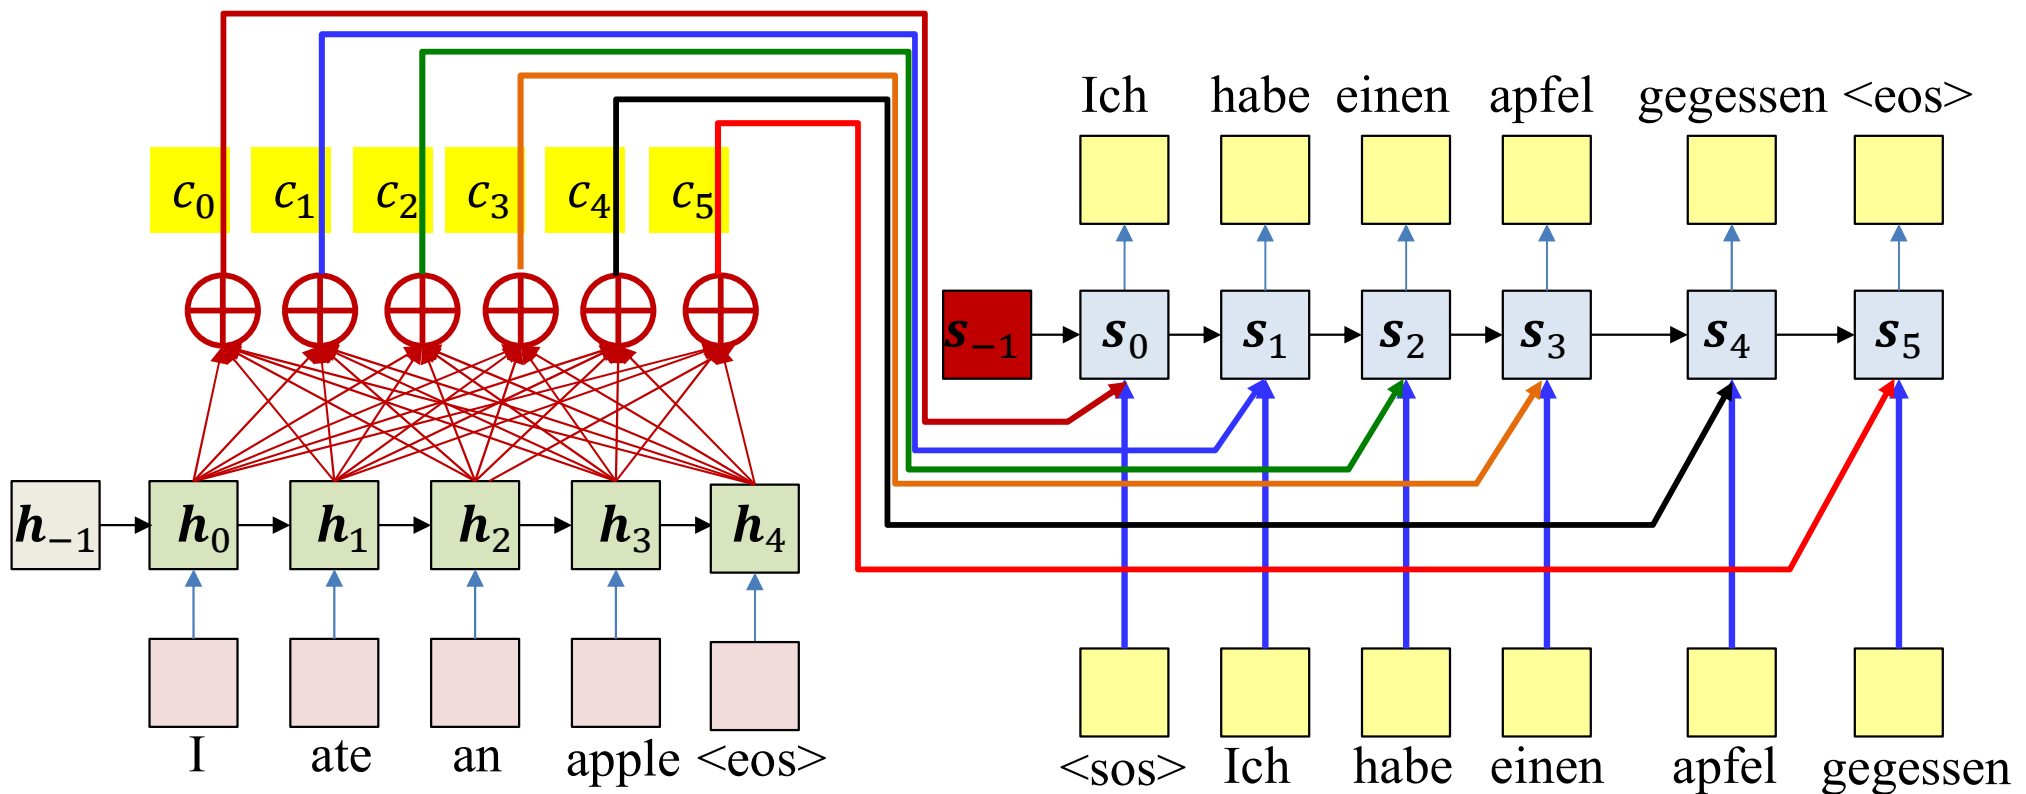 Ich habe einen apfel gegessen <eos>
c₀ c₁ c₂ c₃ c₄ c₅
s₋₁ s₀ s₁ s₂ s₃ s₄ s₅
h₋₁ h₀ h₁ h₂ h₃ h₄
I ate an apple <eos>
<sos> Ich habe einen apfel gegessen